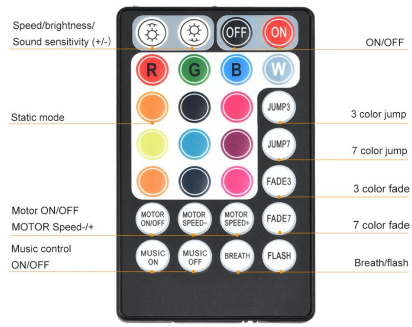 Speed/brightness/
Sound sensitivity (+/-)
OFF
ON
ON/OFF
R
G
B
W
Static mode
JUMP3
3 color jump
JUMP7
7 color jump
FADE3
3 color fade
Motor ON/OFF
MOTOR Speed-/+
MOTOR
ON/OFF
MOTOR
SPEED-
MOTOR
SPEED+
FADE7
7 color fade
Music control
ON/OFF
MUSIC
ON
MUSIC
OFF
BREATH
FLASH
Breath/flash